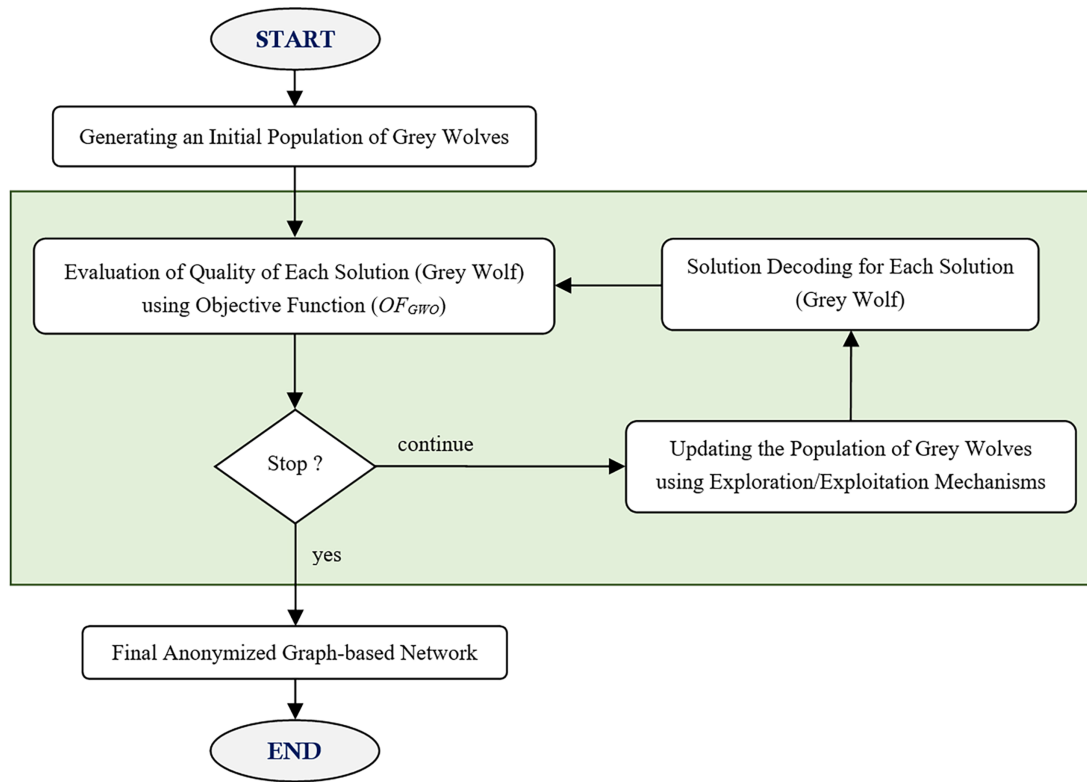 START
Generating an Initial Population of Grey Wolves
Evaluation of Quality of Each Solution (Grey Wolf)
using Objective Function (OF_GWO)
Solution Decoding for Each Solution
(Grey Wolf)
Stop ?
continue
Updating the Population of Grey Wolves
using Exploration/Exploitation Mechanisms
yes
Final Anonymized Graph-based Network
END